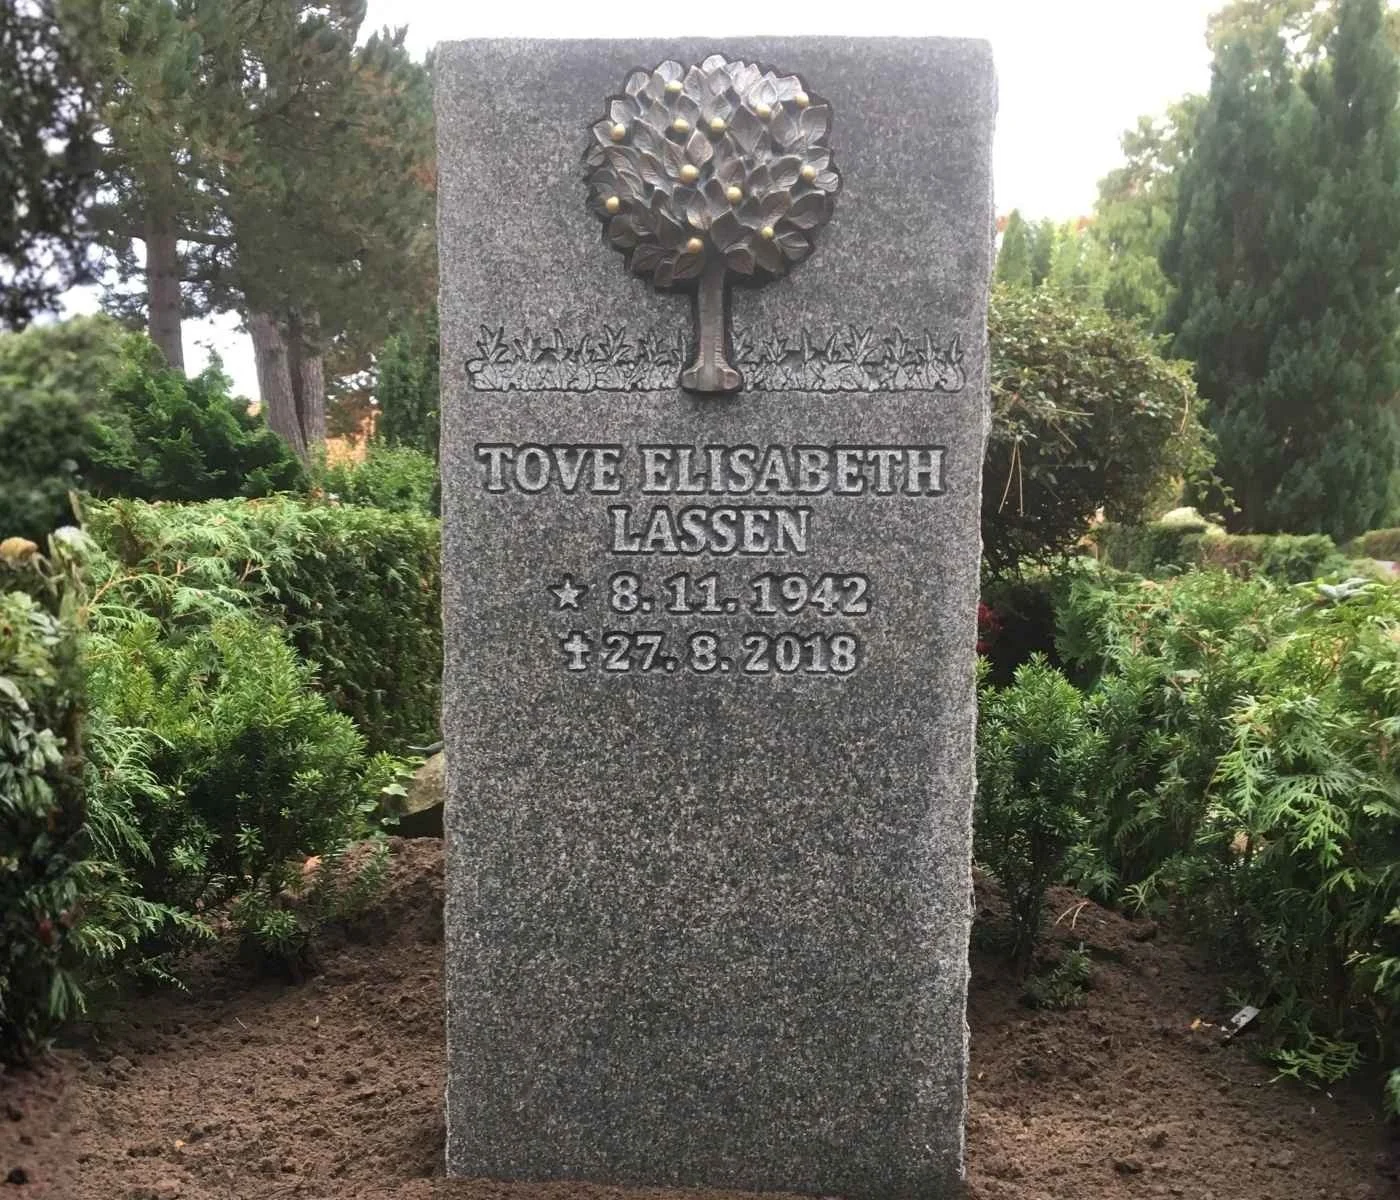 TOVE ELISABETH
LASSEN
★ 8. 11. 1942
✝ 27. 8. 2018